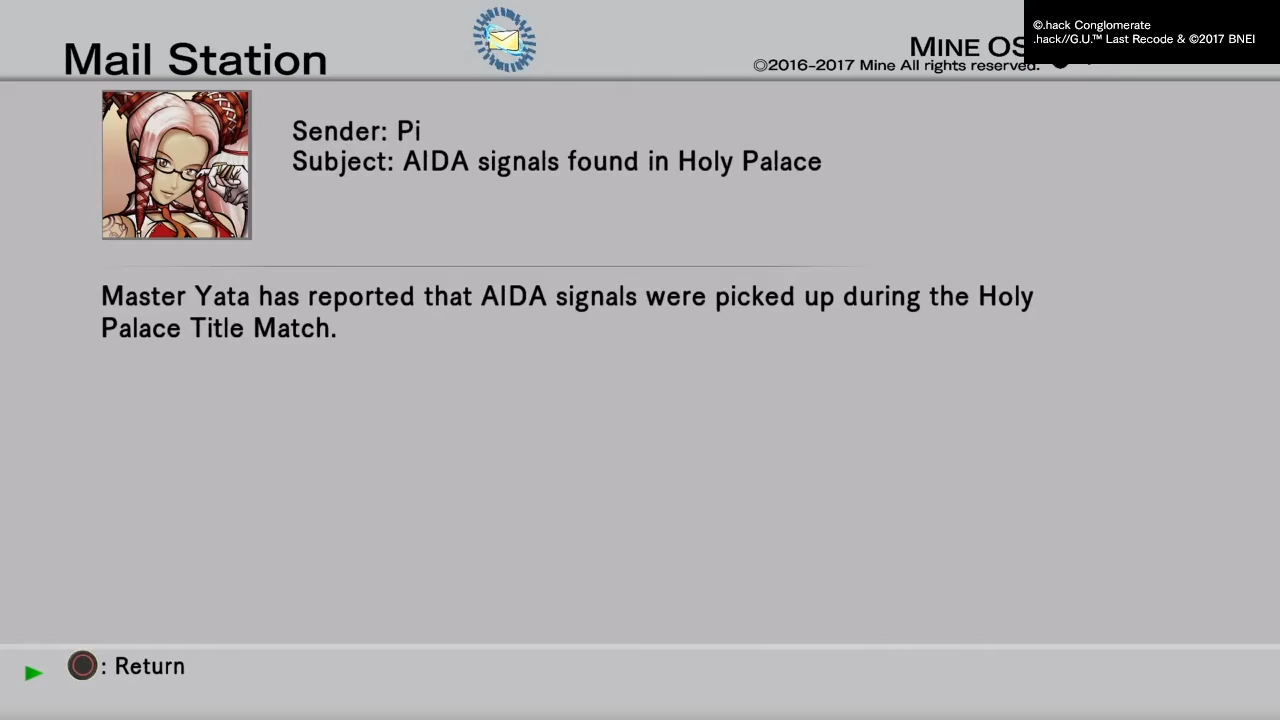 Mail Station
MINE OS
©2016-2017 Mine All rights reserved.
©.hack Conglomerate
.hack//G.U.™ Last Recode & ©2017 BNEI
Sender: Pi
Subject: AIDA signals found in Holy Palace
Master Yata has reported that AIDA signals were picked up during the Holy
Palace Title Match.
: Return